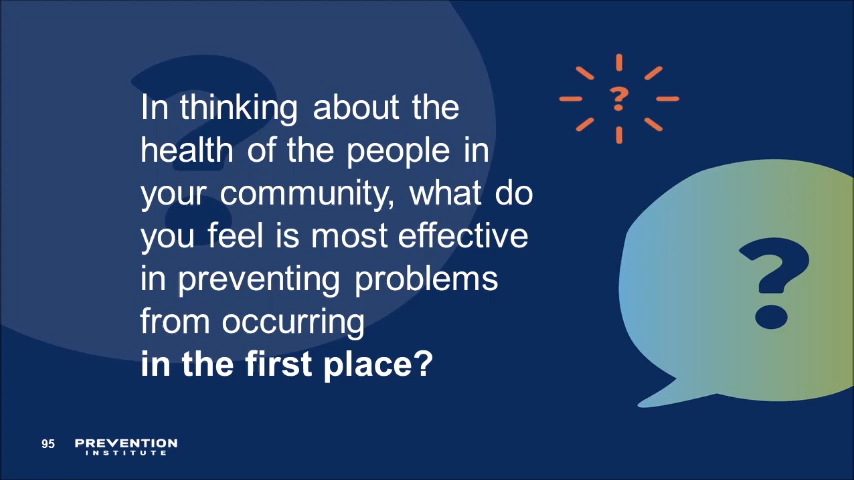 In thinking about the
health of the people in
your community, what do
you feel is most effective
in preventing problems
from occurring
in the first place?
?
?
?
95 PREVENTION
INSTITUTE